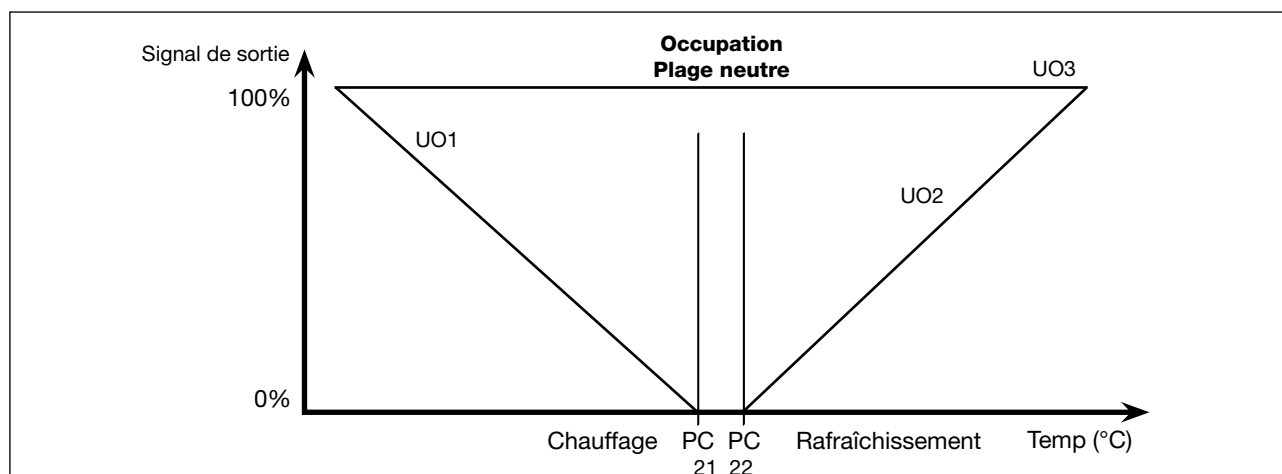 Signal de sortie
Occupation
Plage neutre
UO3
100%
UO1
UO2
0%
Chauffage PC PC Rafraîchissement Temp (°C)
21 22